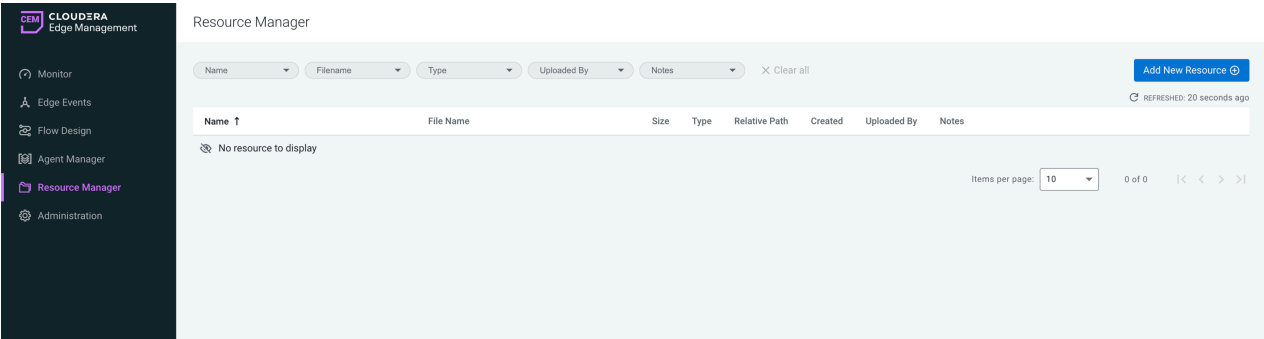 CEM CLOUDERA
Edge Management
Monitor
Edge Events
Flow Design
Agent Manager
Resource Manager
Administration
Resource Manager
Name Filename Type Uploaded By Notes Clear all
Add New Resource
REFRESHED: 20 seconds ago
Name File Name Size Type Relative Path Created Uploaded By Notes
No resource to display
Items per page: 10 0 of 0